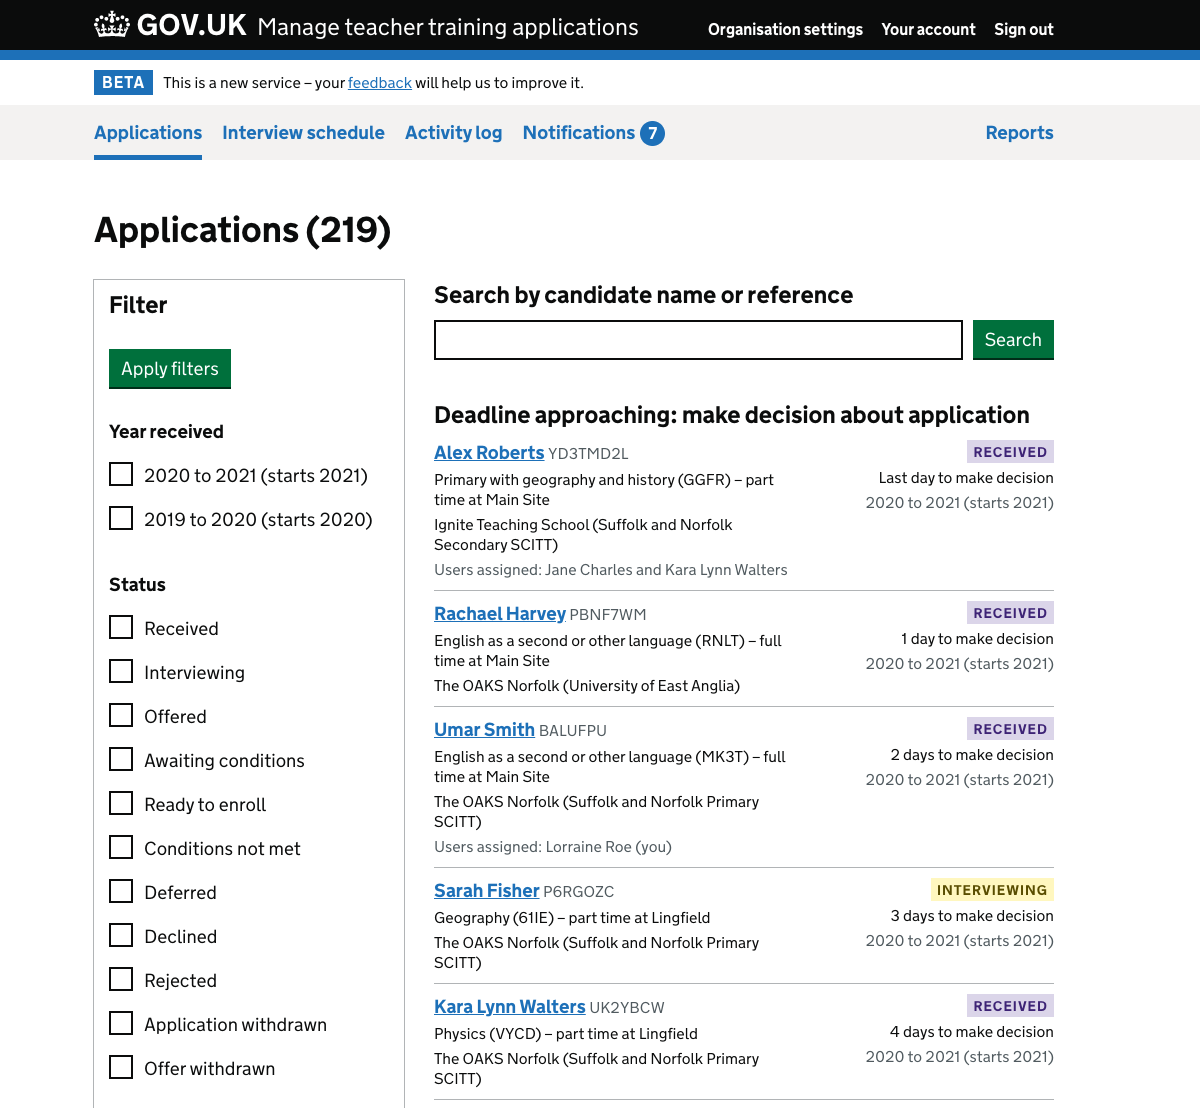 GOV.UK Manage teacher training applications
Organisation settings Your account Sign out
BETA This is a new service – your feedback will help us to improve it.
Applications Interview schedule Activity log Notifications 7 Reports
Applications (219)
Filter
Apply filters
Year received
2020 to 2021 (starts 2021)
2019 to 2020 (starts 2020)
Status
Received
Interviewing
Offered
Awaiting conditions
Ready to enroll
Conditions not met
Deferred
Declined
Rejected
Application withdrawn
Offer withdrawn
Search by candidate name or reference
Search
Deadline approaching: make decision about application
Alex Roberts YD3TMD2L
RECEIVED
Primary with geography and history (GGFR) – part
time at Main Site
Last day to make decision
2020 to 2021 (starts 2021)
Ignite Teaching School (Suffolk and Norfolk
Secondary SCITT)
Users assigned: Jane Charles and Kara Lynn Walters
Rachael Harvey PBNF7WM
RECEIVED
English as a second or other language (RNLT) – full
time at Main Site
1 day to make decision
2020 to 2021 (starts 2021)
The OAKS Norfolk (University of East Anglia)
Umar Smith BALUFPU
RECEIVED
English as a second or other language (MK3T) – full
time at Main Site
2 days to make decision
2020 to 2021 (starts 2021)
The OAKS Norfolk (Suffolk and Norfolk Primary
SCITT)
Users assigned: Lorraine Roe (you)
Sarah Fisher P6RGOZC
INTERVIEWING
Geography (61IE) – part time at Lingfield
3 days to make decision
2020 to 2021 (starts 2021)
The OAKS Norfolk (Suffolk and Norfolk Primary
SCITT)
Kara Lynn Walters UK2YBCW
RECEIVED
Physics (VYCD) – part time at Lingfield
4 days to make decision
2020 to 2021 (starts 2021)
The OAKS Norfolk (Suffolk and Norfolk Primary
SCITT)